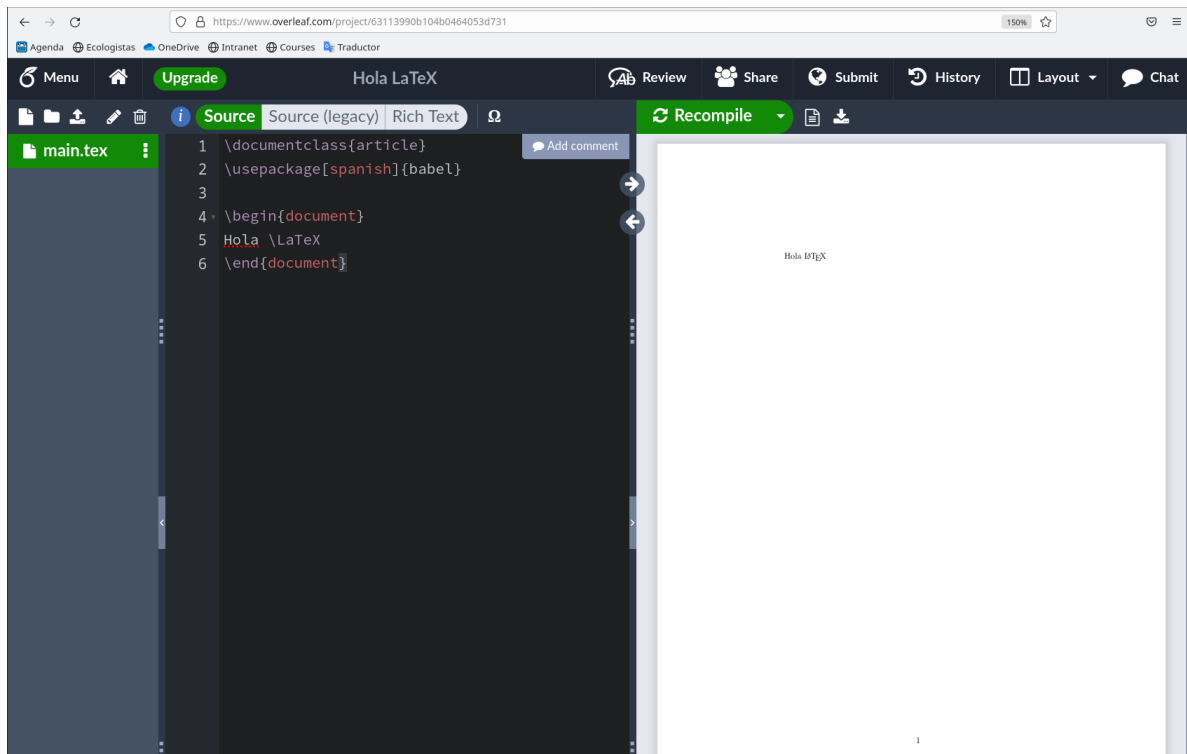 https://www.overleaf.com/project/63113990b104b0464053d731 150%
Agenda Ecologistas OneDrive Intranet Courses Traductor
Menu Upgrade Hola LaTeX Review Share Submit History Layout Chat
i Source Source (legacy) Rich Text Ω Recompile
main.tex
1 \documentclass{article} Add comment
2 \usepackage[spanish]{babel}
3
4 \begin{document}
5 Hola \LaTeX
6 \end{document}
Hola LATEX
1